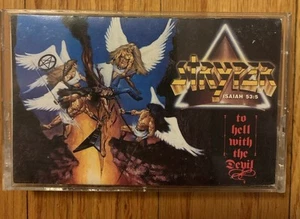 Stryper
ISAIAH 53:5
to
hell
with
the
Devil